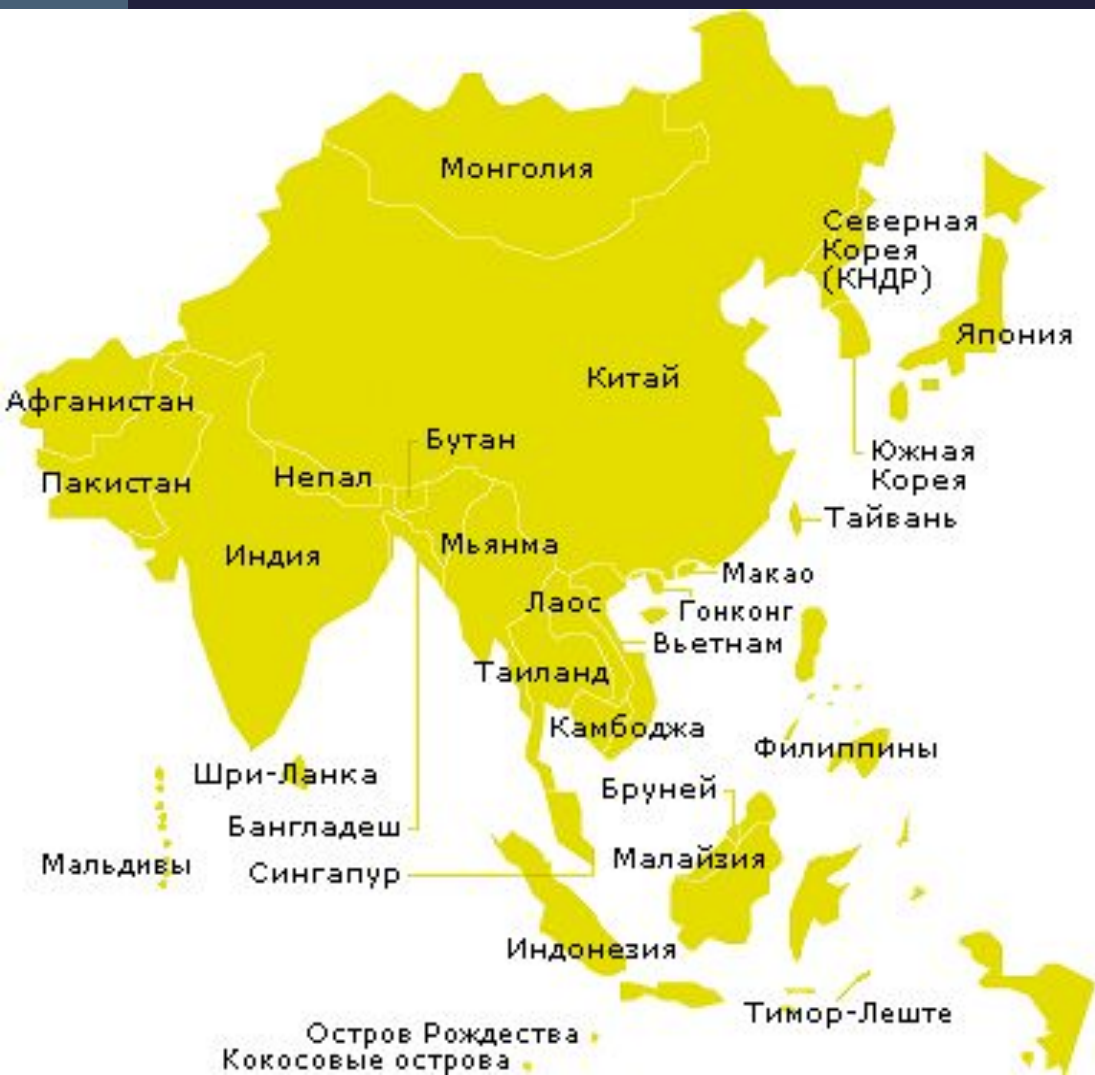 Монголия
Северная
Корея
(КНДР)
Япония
Китай
Афганистан
Бутан
Южная
Корея
Непал
Пакистан
Тайвань
Мьянма
Индия
Макао
Лаос
Гонконг
Вьетнам
Таиланд
Камбоджа
Филиппины
Шри-Ланка
Бруней
Бангладеш
Малайзия
Мальдивы
Сингапур
Индонезия
Тимор-Леште
Остров Рождества
Кокосовые острова